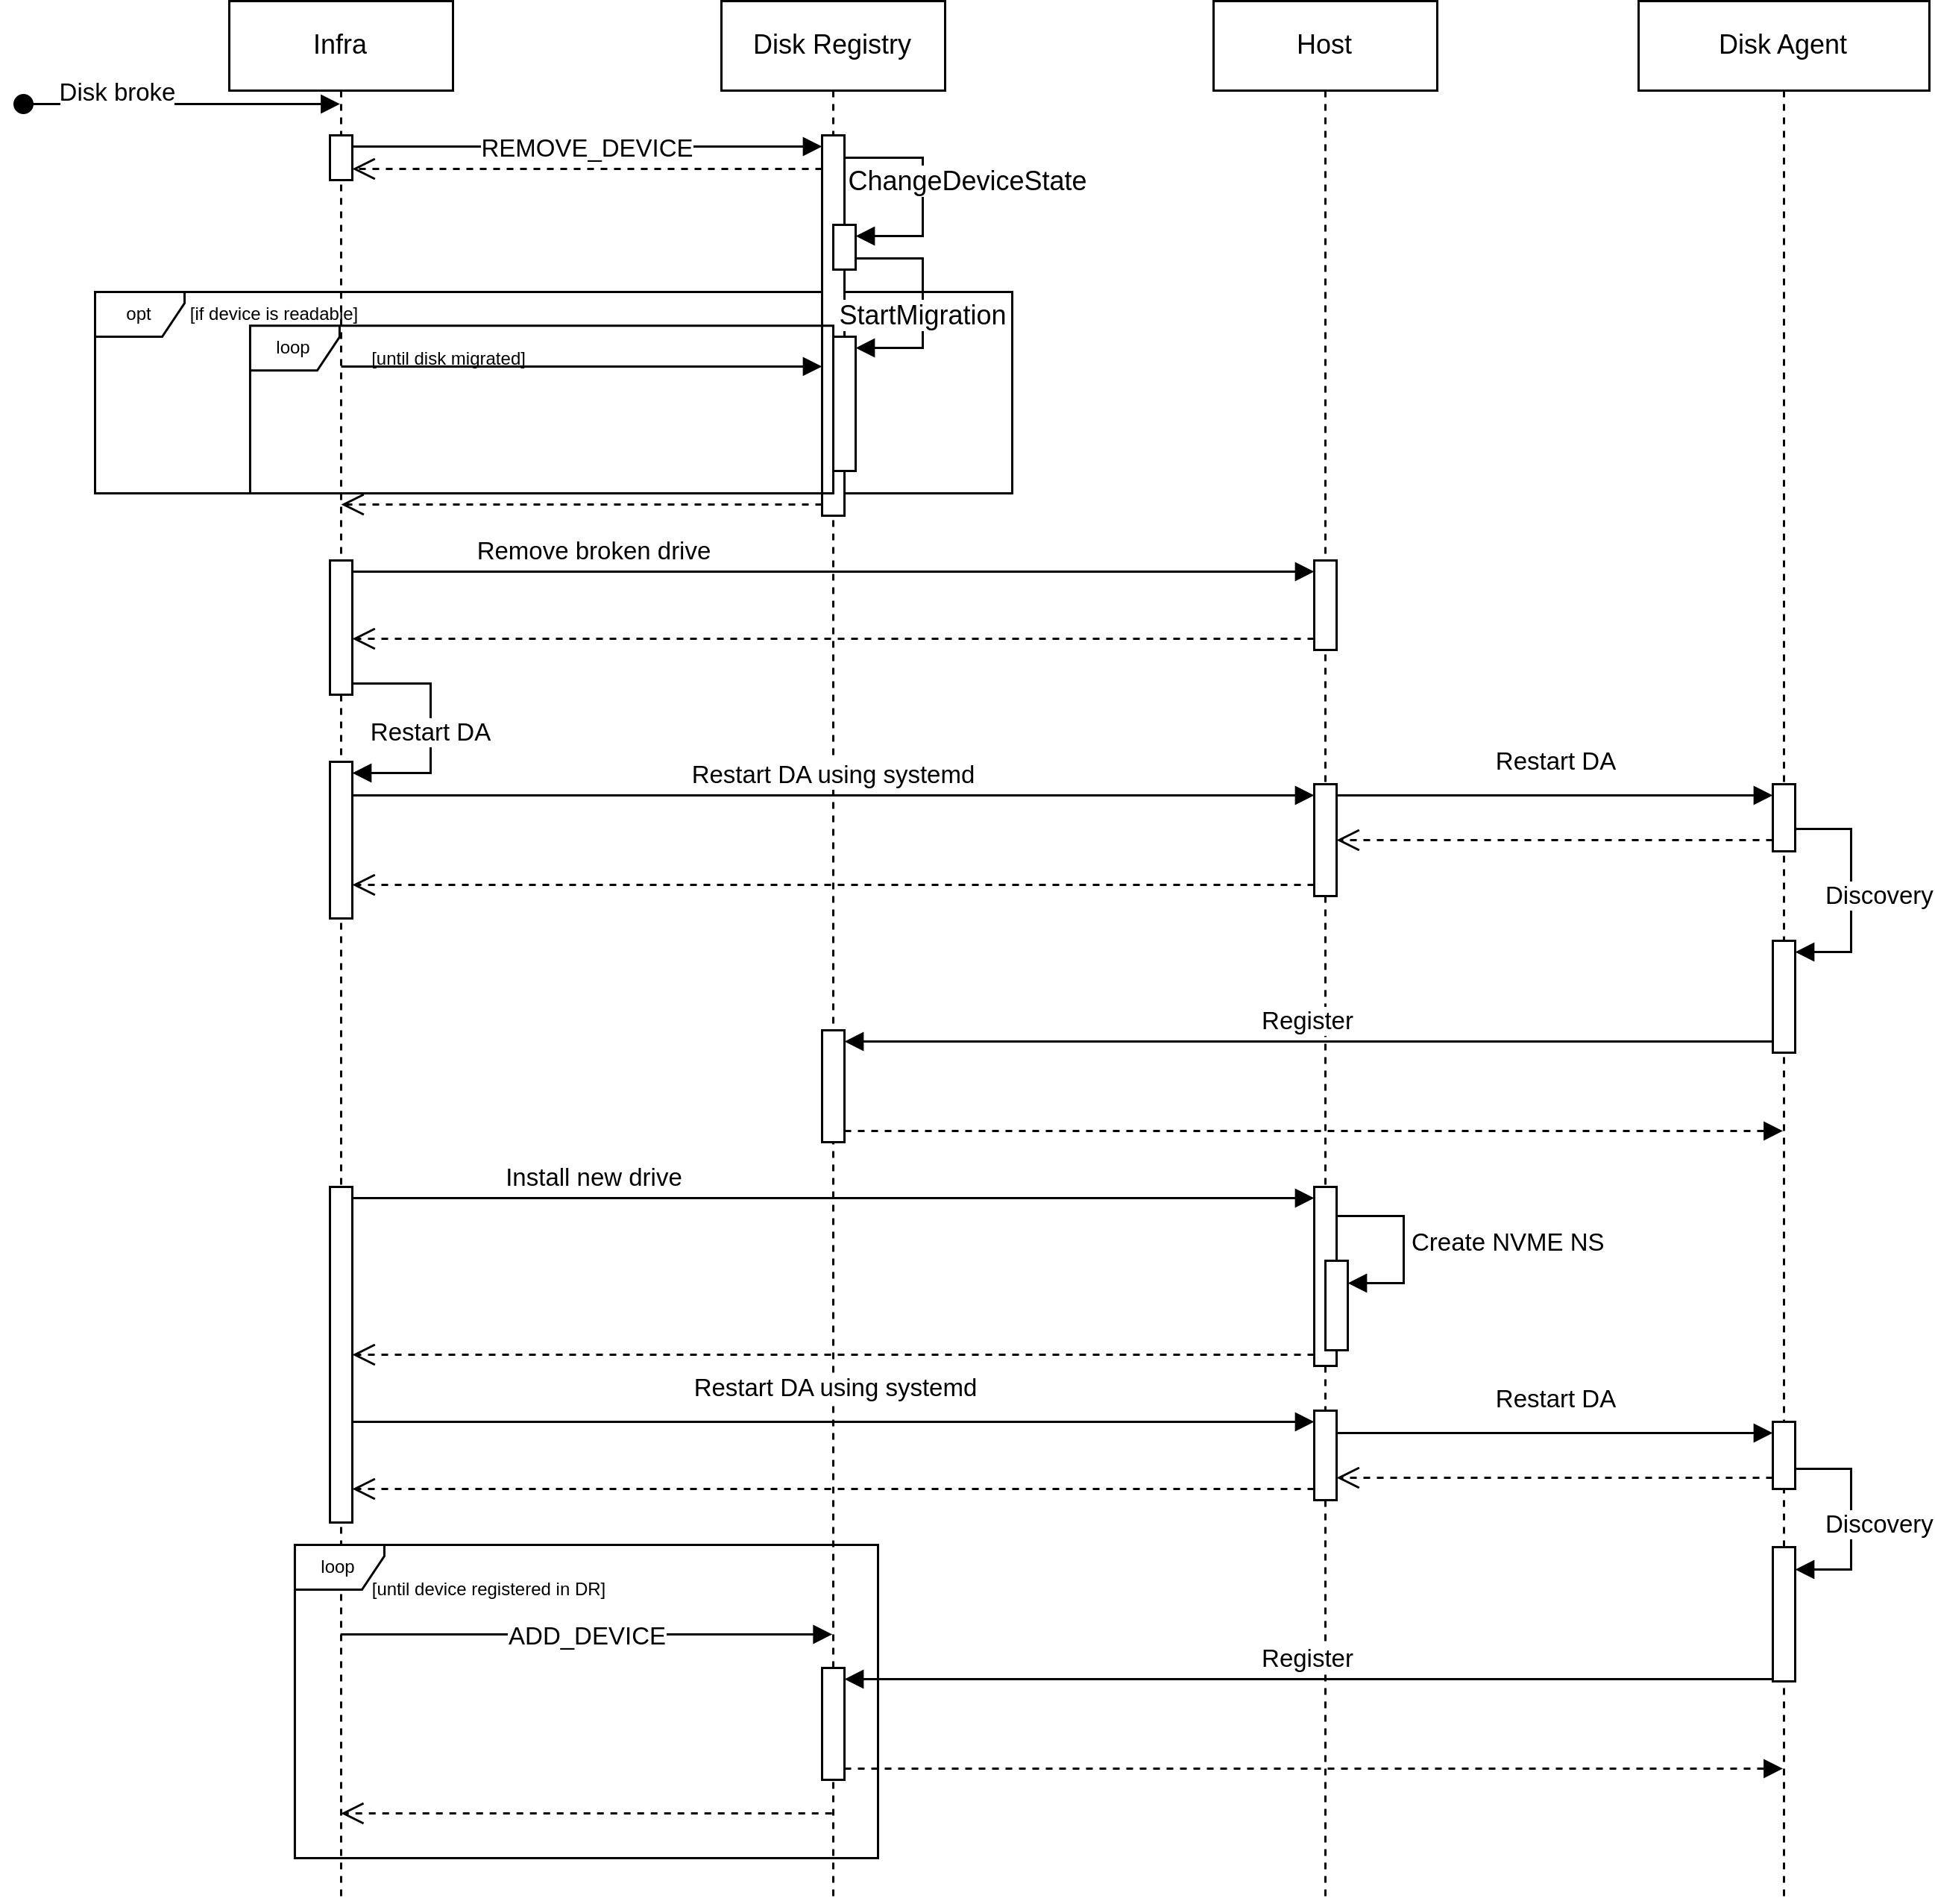 Infra
Disk Registry
Host
Disk Agent
Disk broke
REMOVE_DEVICE
ChangeDeviceState
opt
[if device is readable]
StartMigration
loop
[until disk migrated]
Remove broken drive
Restart DA
Restart DA using systemd
Restart DA
Discovery
Register
Install new drive
Create NVME NS
Restart DA using systemd
Restart DA
Discovery
loop
[until device registered in DR]
ADD_DEVICE
Register